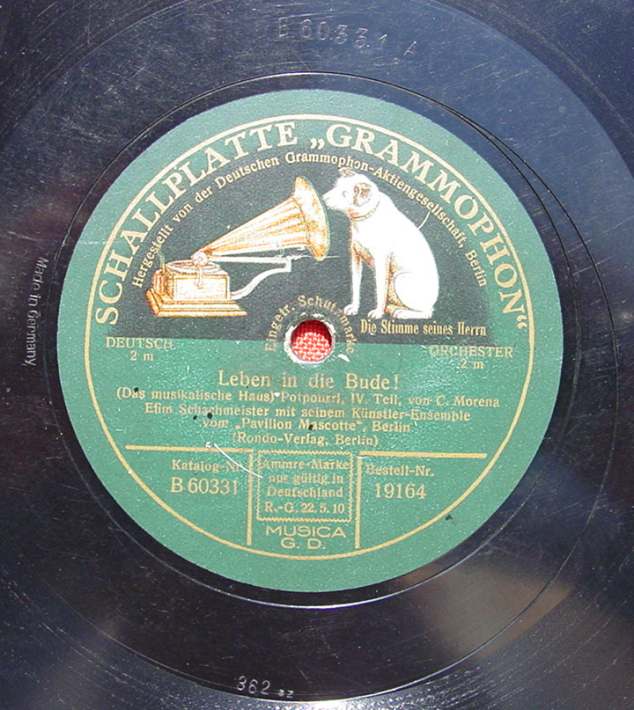 B 60331 A
SCHALLPLATTE „GRAMMOPHON“
Hergestellt von der Deutschen Grammophon-Aktiengesellschaft, Berlin
Eingetr. Schutzmarke
Die Stimme seines Herrn
DEUTSCH.
2 m
ORCHESTER
2 m
Leben in die Bude!
(Das musikalische Haus) Potpourri, IV. Teil, von C. Morena
Efim Schachmeister mit seinem Künstler-Ensemble
vom „Pavillon Mascotte“, Berlin
(Rondo-Verlag, Berlin)
Katalog-Nr.
B 60331
Ammre-Marke
nur gültig in
Deutschland
R.-G. 22.5.10
Bestell-Nr.
19164
MUSICA
G. D.
Made in Germany
362